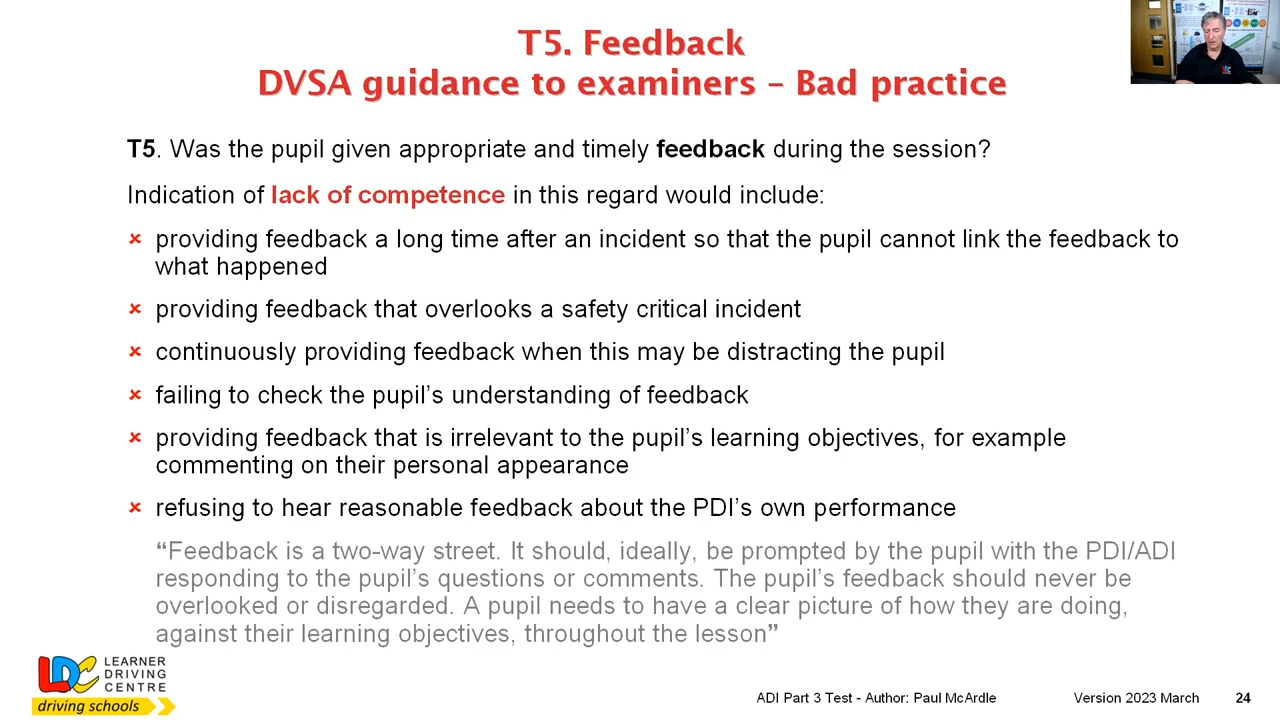 T5. Feedback
DVSA guidance to examiners – Bad practice
T5. Was the pupil given appropriate and timely feedback during the session?
Indication of lack of competence in this regard would include:
× providing feedback a long time after an incident so that the pupil cannot link the feedback to
what happened
× providing feedback that overlooks a safety critical incident
× continuously providing feedback when this may be distracting the pupil
× failing to check the pupil’s understanding of feedback
× providing feedback that is irrelevant to the pupil’s learning objectives, for example
commenting on their personal appearance
× refusing to hear reasonable feedback about the PDI’s own performance
“Feedback is a two-way street. It should, ideally, be prompted by the pupil with the PDI/ADI
responding to the pupil’s questions or comments. The pupil’s feedback should never be
overlooked or disregarded. A pupil needs to have a clear picture of how they are doing,
against their learning objectives, throughout the lesson”
LDC LEARNER
DRIVING
CENTRE
driving schools
ADI Part 3 Test - Author: Paul McArdle Version 2023 March 24